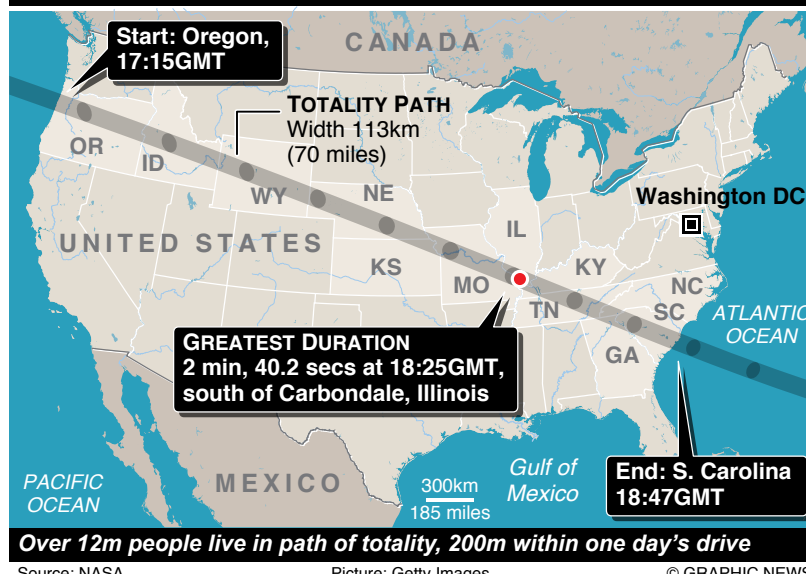 CANADA
Start: Oregon,
17:15GMT
TOTALITY PATH
Width 113km
(70 miles)
OR
ID
WY
NE
IL
Washington DC
UNITED STATES
KS
MO
KY
TN
NC
SC
GA
ATLANTIC
OCEAN
GREATEST DURATION
2 min, 40.2 secs at 18:25GMT,
south of Carbondale, Illinois
PACIFIC
OCEAN
MEXICO
300km
185 miles
Gulf of
Mexico
End: S. Carolina
18:47GMT
Over 12m people live in path of totality, 200m within one day's drive
Source: NASA Picture: Getty Images © GRAPHIC NEWS